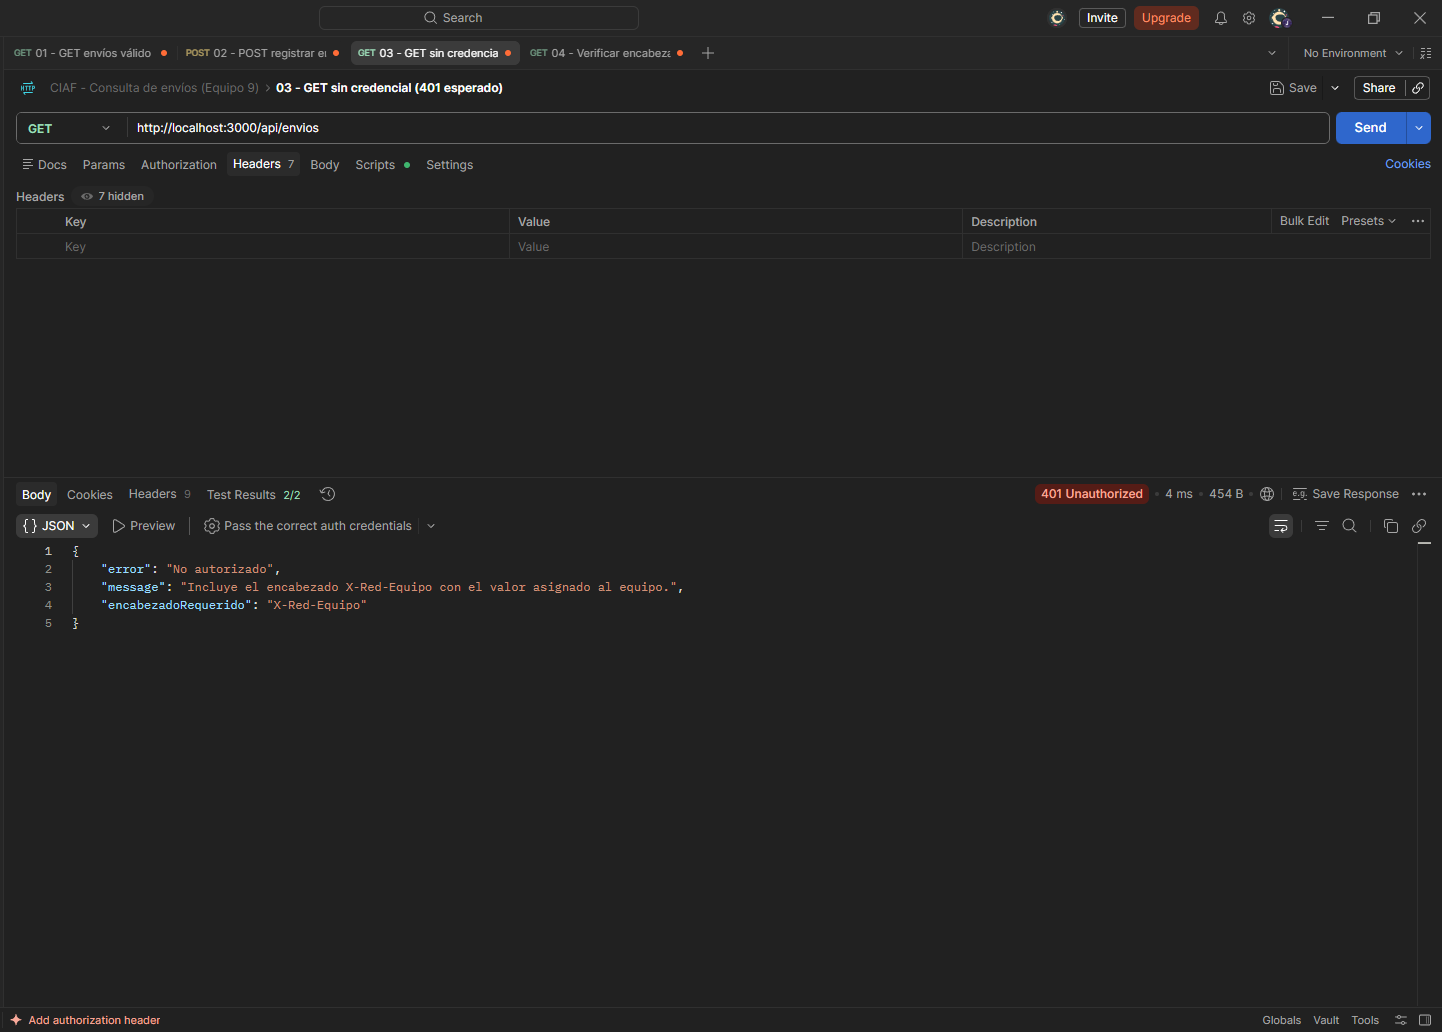 Search
Invite
Upgrade
GET 01 - GET envíos válido
POST 02 - POST registrar
GET 03 - GET sin credencia
GET 04 - Verificar encabeza
No Environment
HTTP CIAF - Consulta de envíos (Equipo 9) > 03 - GET sin credencial (401 esperado)
Save
Share
GET http://localhost:3000/api/envios
Send
Docs Params Authorization Headers 7 Body Scripts Settings
Cookies
Headers 7 hidden
Key Value Description Bulk Edit Presets
Key Value Description
Body Cookies Headers 9 Test Results 2/2
401 Unauthorized 4 ms 454 B e.g. Save Response
{} JSON Preview Pass the correct auth credentials
1 {
2 "error": "No autorizado",
3 "message": "Incluye el encabezado X-Red-Equipo con el valor asignado al equipo.",
4 "encabezadoRequerido": "X-Red-Equipo"
5 }
Add authorization header
Globals Vault Tools